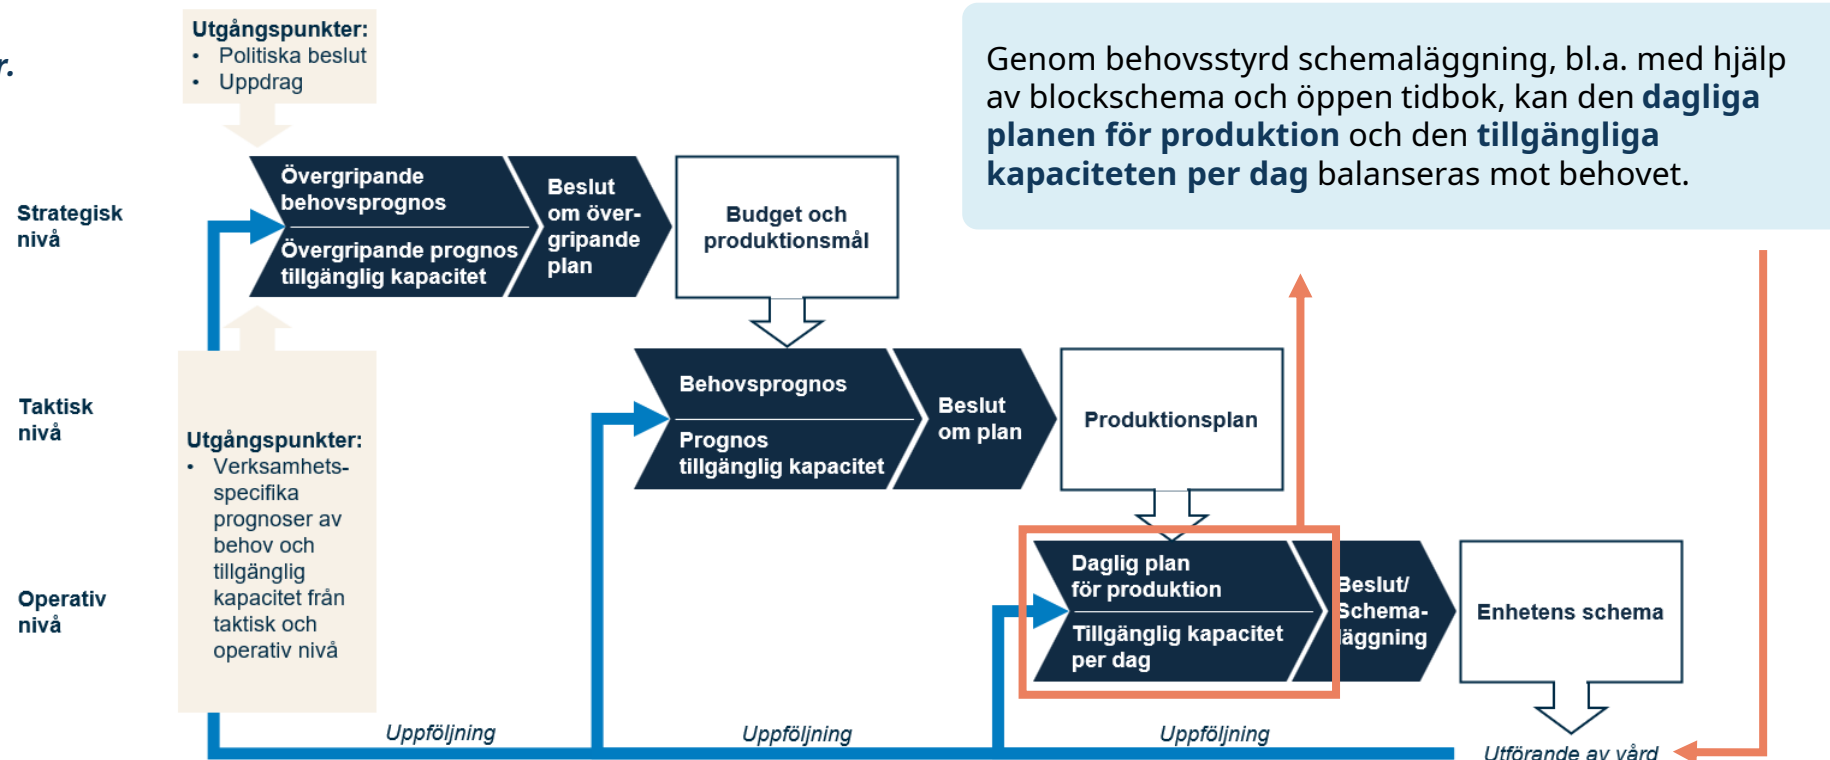 r.
Utgångspunkter:
• Politiska beslut
• Uppdrag
Genom behovsstyrd schemaläggning, bl.a. med hjälp
av blockschema och öppen tidbok, kan den dagliga
planen för produktion och den tillgängliga
kapaciteten per dag balanseras mot behovet.
Strategisk
nivå
Övergripande
behovsprognos
Övergripande prognos
tillgänglig kapacitet
Beslut
om över-
gripande
plan
Budget och
produktionsmål
Taktisk
nivå
Utgångspunkter:
• Verksamhets-
specifika
prognoser av
behov och
tillgänglig
kapacitet från
taktisk och
operativ nivå
Behovsprognos
Prognos
tillgänglig kapacitet
Beslut
om plan
Produktionsplan
Operativ
nivå
Daglig plan
för produktion
Tillgänglig kapacitet
per dag
Beslut/
Schema-
läggning
Enhetens schema
Uppföljning
Uppföljning
Uppföljning
Utförande av vård